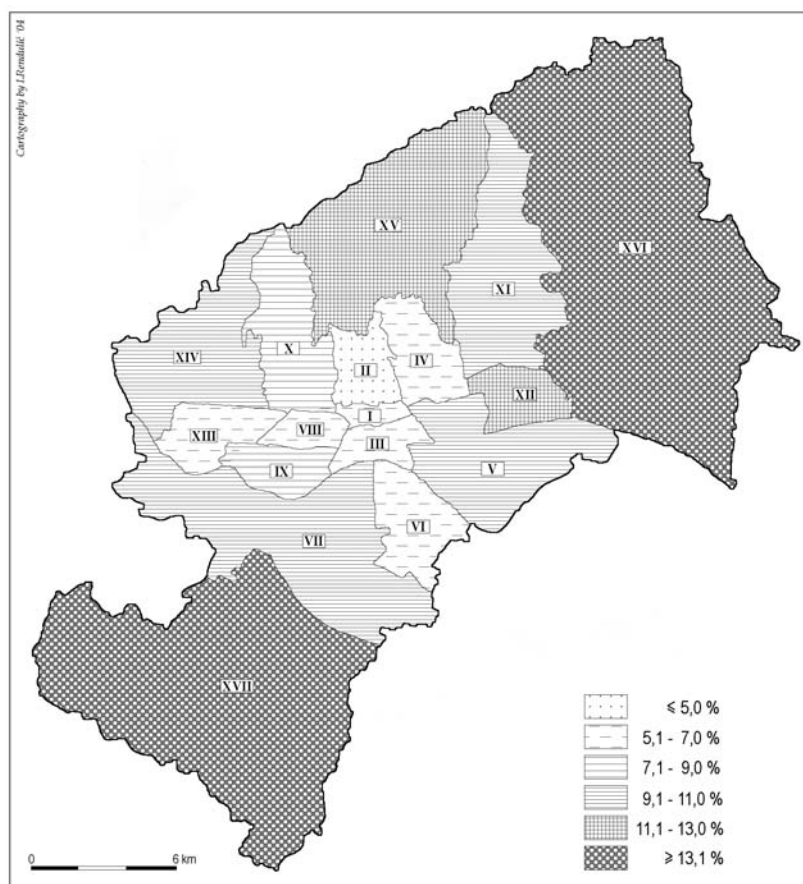 Cartography by I.Rendulić '04
XV
XVI
XI
X
XIV
IV
II
XII
I
XIII
VIII
III
IX
V
VI
VII
XVII
≤ 5,0 %
5,1 - 7,0 %
7,1 - 9,0 %
9,1 - 11,0 %
11,1 - 13,0 %
≥ 13,1 %
0 6 km